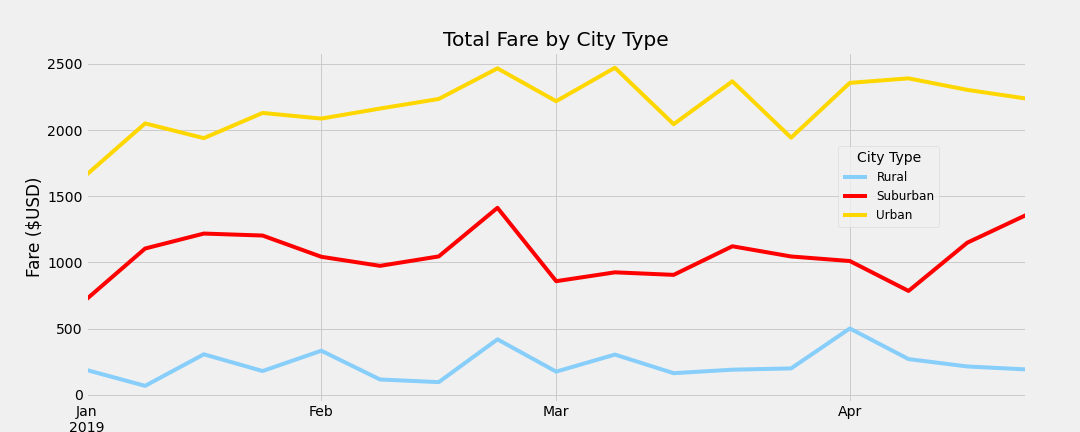 Total Fare by City Type
Fare ($USD)
2500
2000
1500
1000
500
0
City Type
Rural
Suburban
Urban
Jan
2019
Feb
Mar
Apr